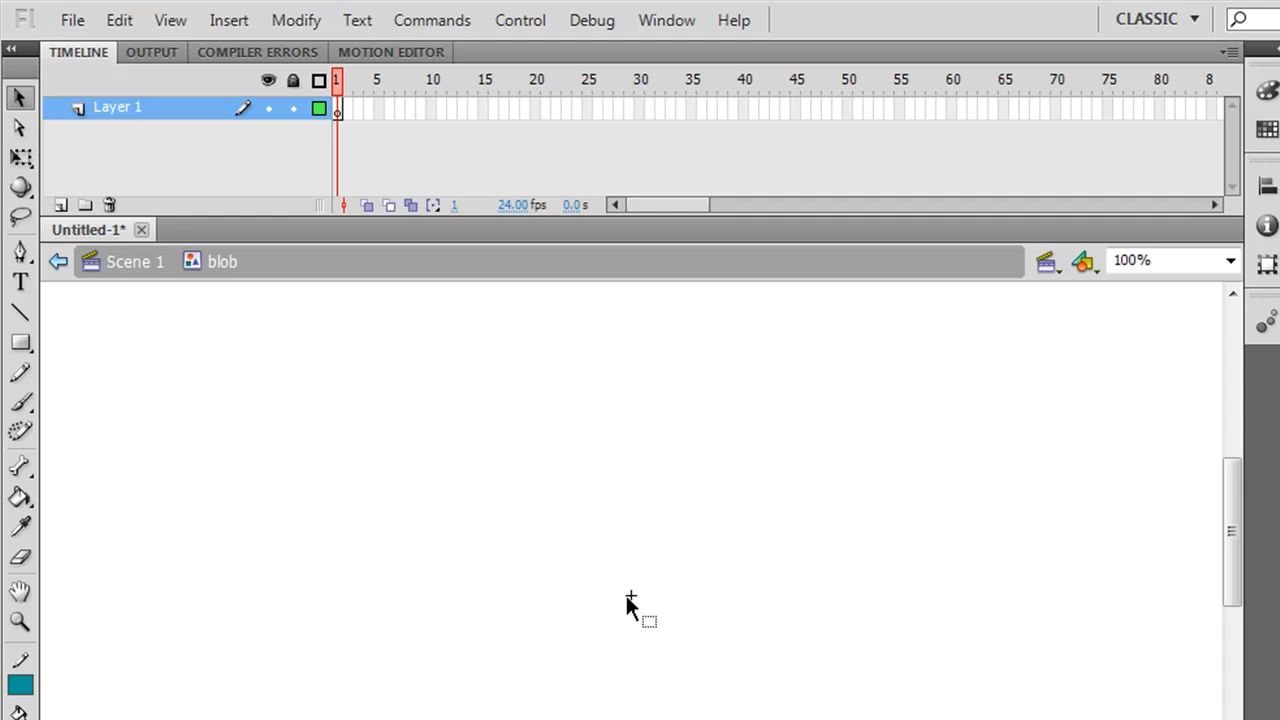 Fl File Edit View Insert Modify Text Commands Control Debug Window Help CLASSIC
TIMELINE OUTPUT COMPILER ERRORS MOTION EDITOR
1 5 10 15 20 25 30 35 40 45 50 55 60 65 70 75 80 8
Layer 1
1 24.00 fps 0.0 s
Untitled-1*
Scene 1 blob 100%
T